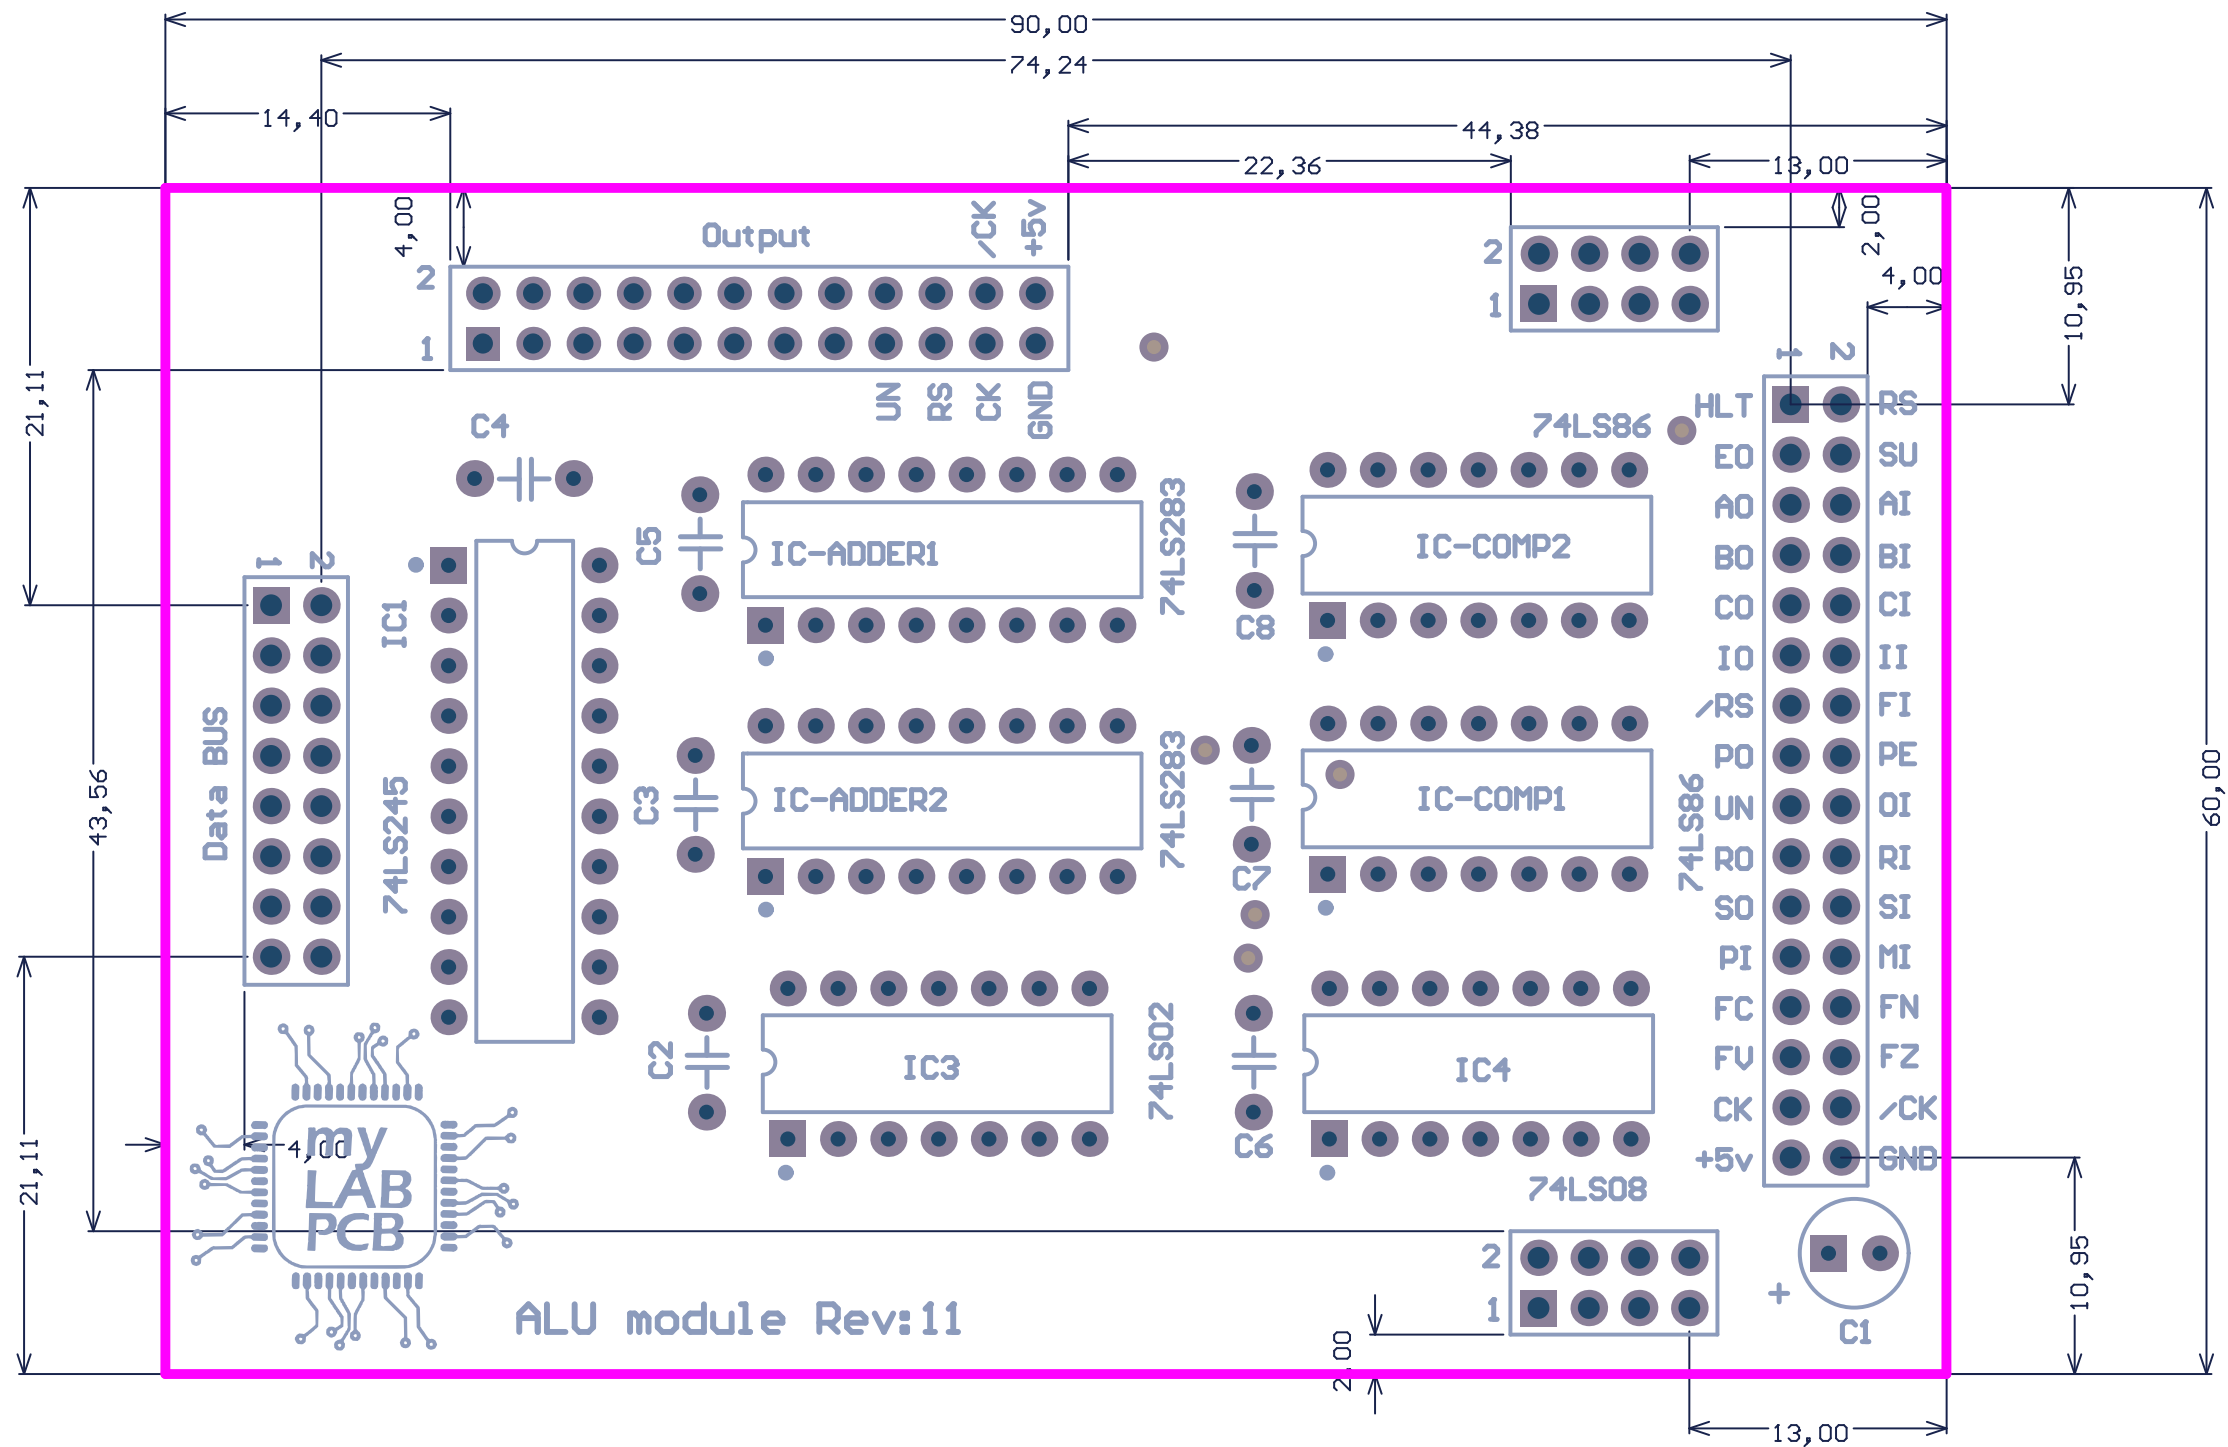 90,00
74,24
14,40
44,38
22,36
13,00
4,00
2,00
4,00
10,95
21,11
43,56
60,00
Output
/CK
+5v
2
1
UN
RS
CK
GND
2
1
C4
74LS86
1
2
HLT RS
EO SU
AO AI
BO BI
CO CI
IO II
/RS FI
PO PE
UN OI
RO RI
SO SI
PI MI
FC FN
FV FZ
CK /CK
+5v GND
C5
IC-ADDER1
74LS283
IC-COMP2
C8
1
2
IC1
74LS245
Data BUS
C3
IC-ADDER2
74LS283
IC-COMP1
74LS86
C7
C2
IC3
74LS02
IC4
C6
74LS08
4,00
my
LAB
PCB
21,11
2
1
+
C1
10,95
ALU module Rev:11
2,00
13,00